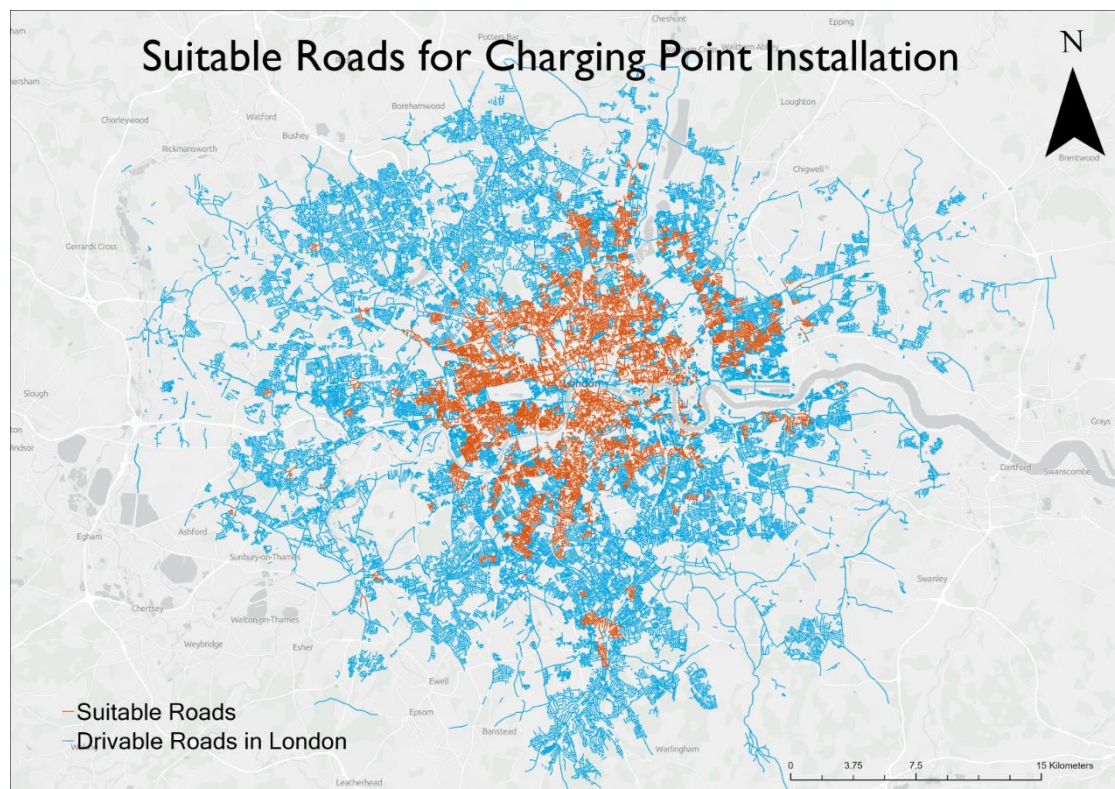 Cheshunt
Epping
Potters Bar
Waltham Abbey
Suitable Roads for Charging Point Installation
N
Borehamwood
Loughton
Chorleywood
Watford
Bushey
Rickmansworth
Brentwood
Chigwell
Gerrards Cross
London
Slough
Grays
Dartford
Swanscombe
Ashford
Egham
Sunbury-on-Thames
Swanley
Chertsey
Walton-on-Thames
Weybridge
Esher
Ewell
Suitable Roads
Epsom
Banstead
Drivable Roads in London
Warlingham
0 3.75 7.5 15 Kilometers
Leatherhead